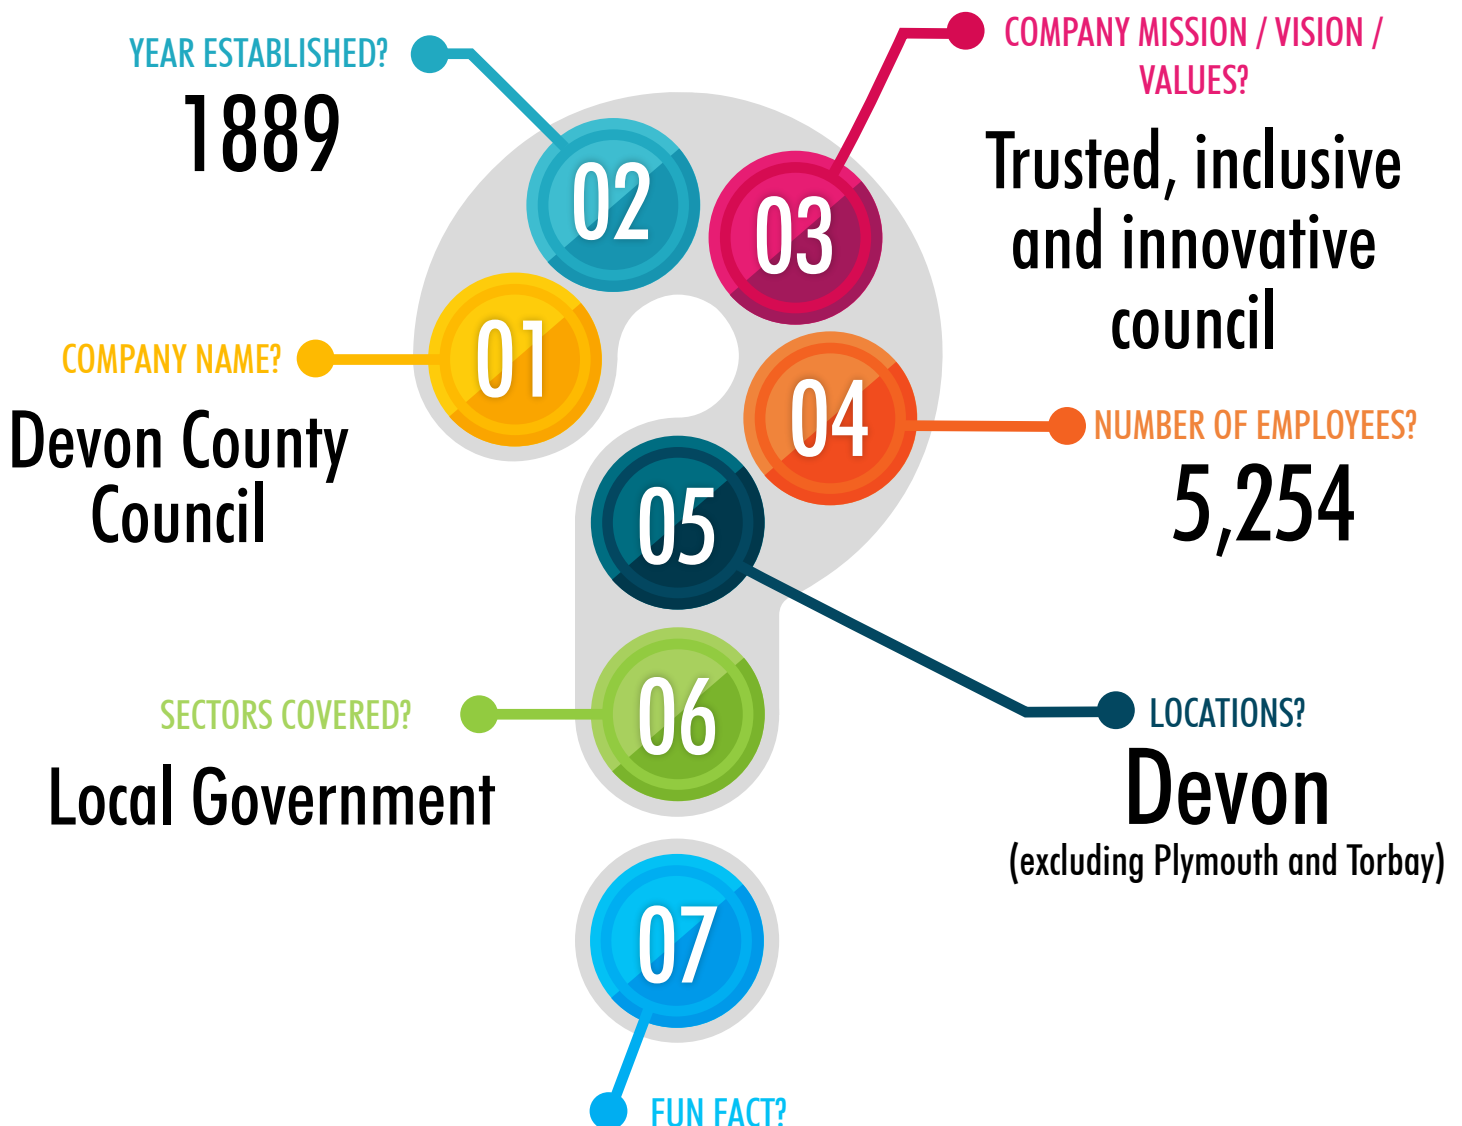 01
COMPANY NAME?
Devon County
Council
02
YEAR ESTABLISHED?
1889
03
COMPANY MISSION / VISION /
VALUES?
Trusted, inclusive
and innovative
council
04
NUMBER OF EMPLOYEES?
5,254
05
LOCATIONS?
Devon
(excluding Plymouth and Torbay)
06
SECTORS COVERED?
Local Government
07
FUN FACT?